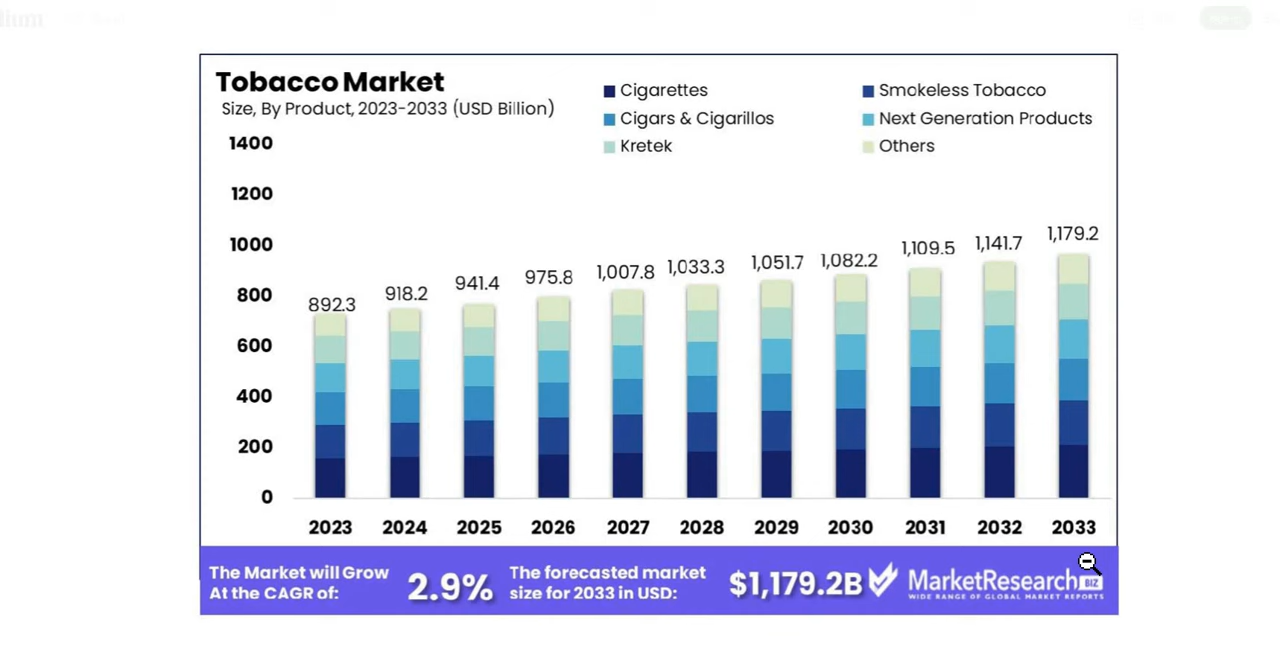 Tobacco Market
Size, By Product, 2023-2033 (USD Billion)
Cigarettes
Smokeless Tobacco
Cigars & Cigarillos
Next Generation Products
Kretek
Others
1400
1200
1000
800
600
400
200
0
892.3
918.2
941.4
975.8
1,007.8
1,033.3
1,051.7
1,082.2
1,109.5
1,141.7
1,179.2
2023 2024 2025 2026 2027 2028 2029 2030 2031 2032 2033
The Market will Grow
At the CAGR of:
2.9%
The forecasted market
size for 2033 in USD:
$1,179.2B
MarketResearch BIZ
WIDE RANGE OF GLOBAL MARKET REPORTS